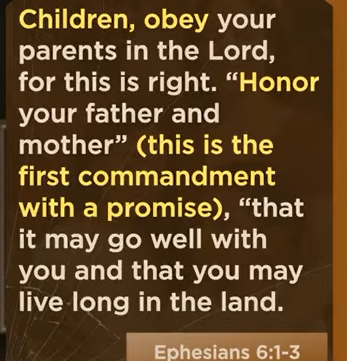 Children, obey your
parents in the Lord,
for this is right. “Honor
your father and
mother” (this is the
first commandment
with a promise), “that
it may go well with
you and that you may
live long in the land.
Ephesians 6:1-3